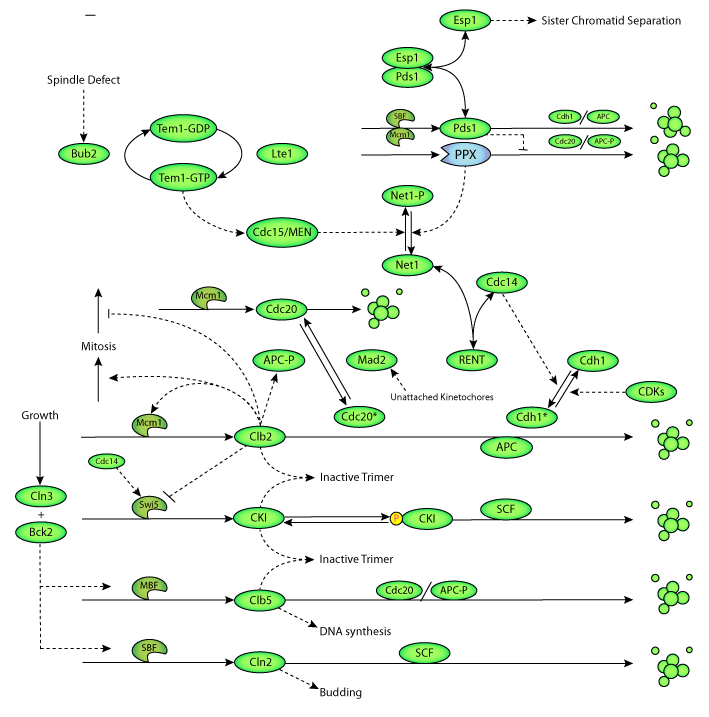 Esp1
Sister Chromatid Separation
Esp1
Pds1
Spindle Defect
SBF
Mcm1
Pds1
Cdh1 / APC
Tem1-GDP
Cdc20 / APC-P
Bub2
Lte1
PPX
Tem1-GTP
Net1-P
Cdc15/MEN
Net1
Cdc14
Mcm1
Cdc20
Mitosis
APC-P
Mad2
RENT
Cdh1
Unattached Kinetochores
CDKs
Growth
Cdc20*
Cdh1*
Mcm1
Clb2
APC
Cdc14
Inactive Trimer
Cln3
+
Bck2
Swi5
CKI
P
CKI
SCF
Inactive Trimer
MBF
Clb5
Cdc20 / APC-P
DNA synthesis
SBF
Cln2
SCF
Budding